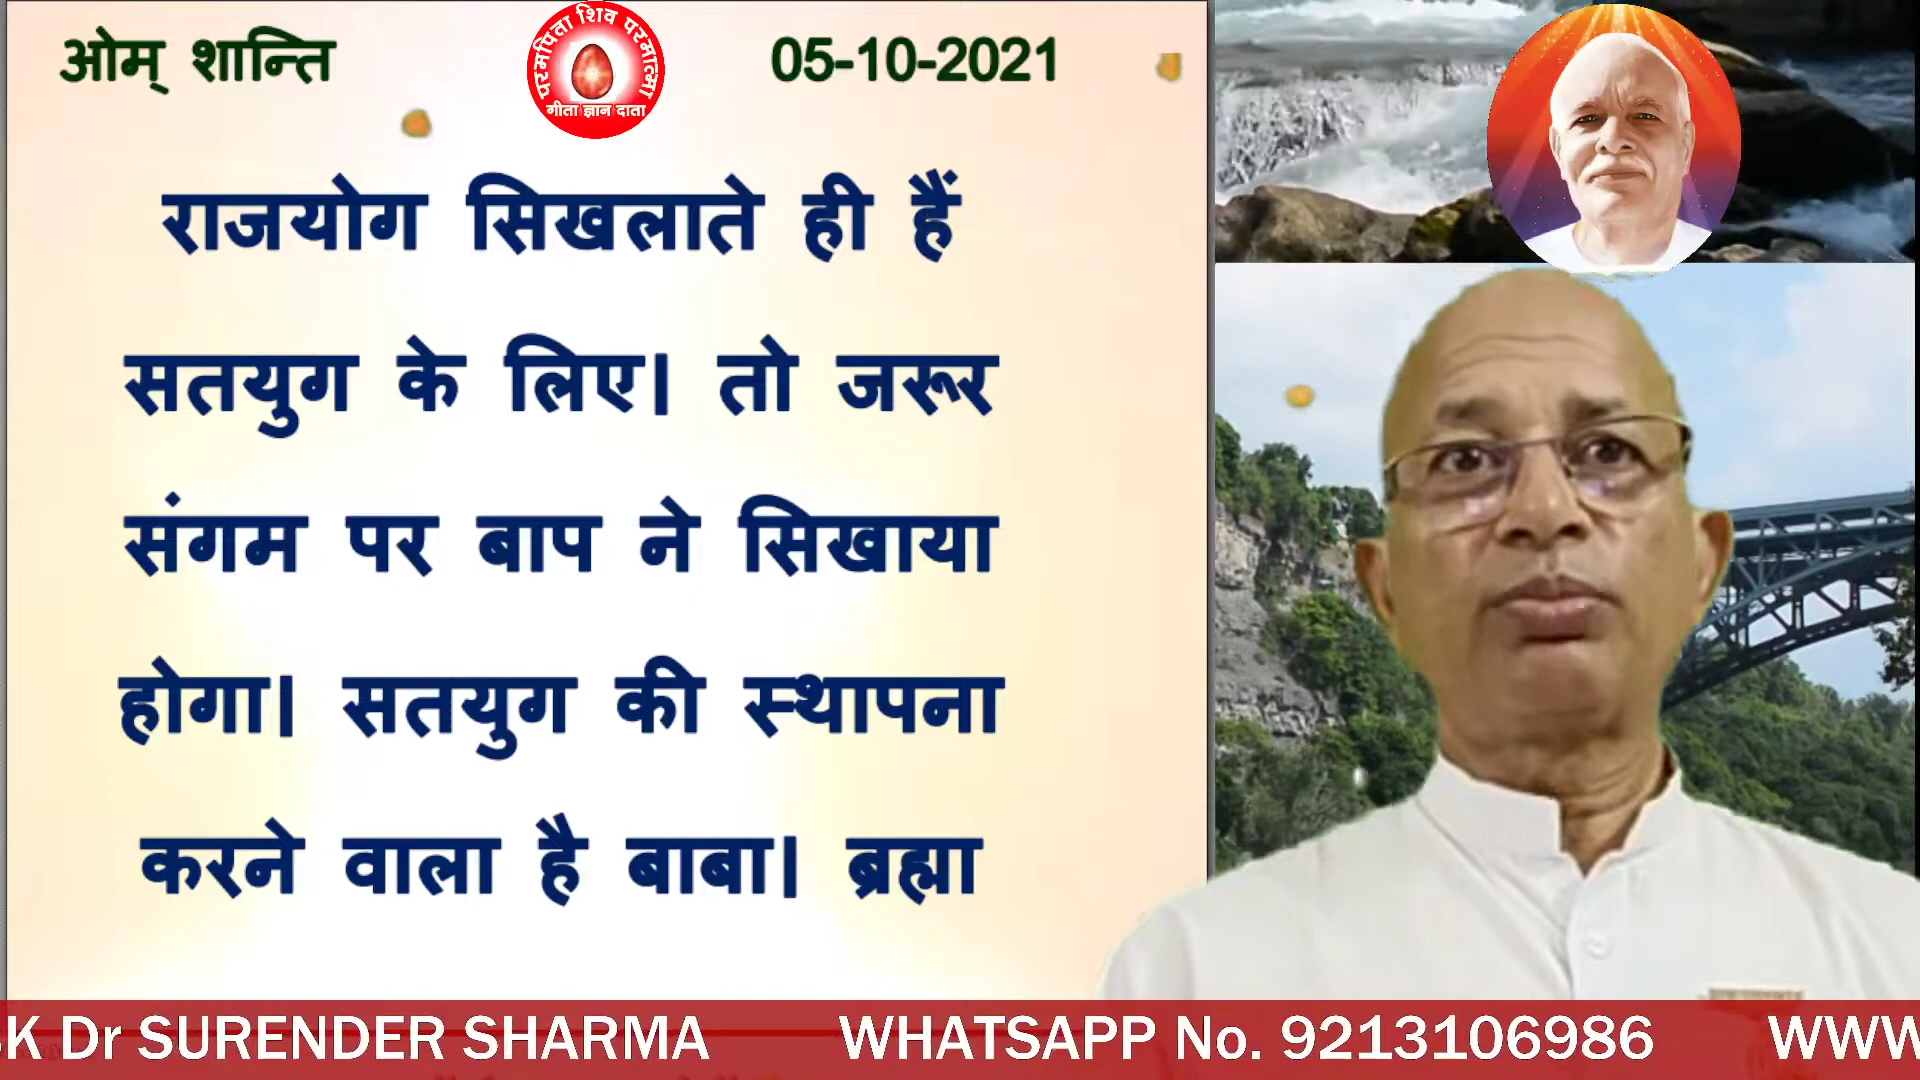 ओम् शान्ति
परमपिता शिव परमात्मा
गीता ज्ञान दाता
05-10-2021
राजयोग सिखलाते ही हैं
सतयुग के लिए। तो जरूर
संगम पर बाप ने सिखाया
होगा। सतयुग की स्थापना
करने वाला है बाबा। ब्रह्मा
K Dr SURENDER SHARMA WHATSAPP No. 9213106986 WWW